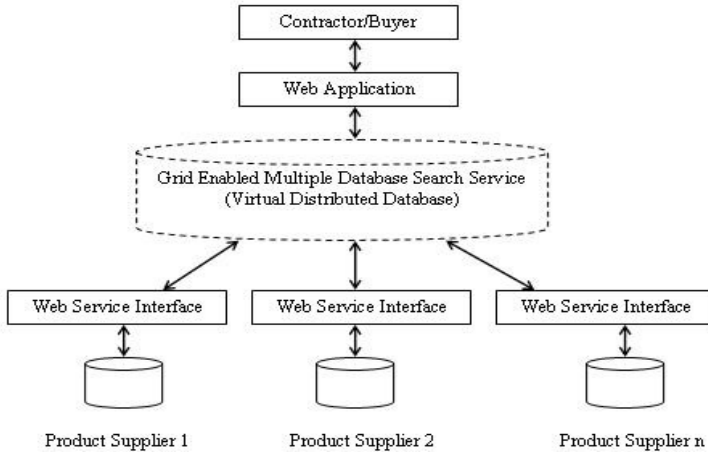 Contractor/Buyer
Web Application
Grid Enabled Multiple Database Search Service
(Virtual Distributed Database)
Web Service Interface
Web Service Interface
Web Service Interface
Product Supplier 1
Product Supplier 2
Product Supplier n